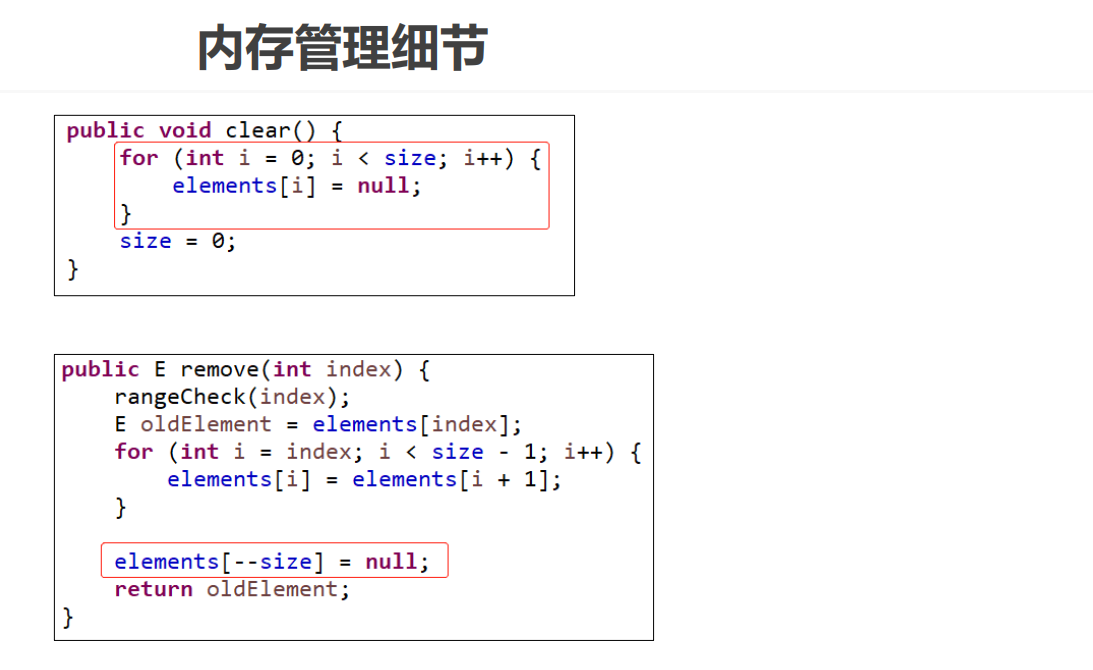 内存管理细节
public void clear() {
    for (int i = 0; i < size; i++) {
        elements[i] = null;
    }
    size = 0;
}
public E remove(int index) {
    rangeCheck(index);
    E oldElement = elements[index];
    for (int i = index; i < size - 1; i++) {
        elements[i] = elements[i + 1];
    }
    elements[--size] = null;
    return oldElement;
}